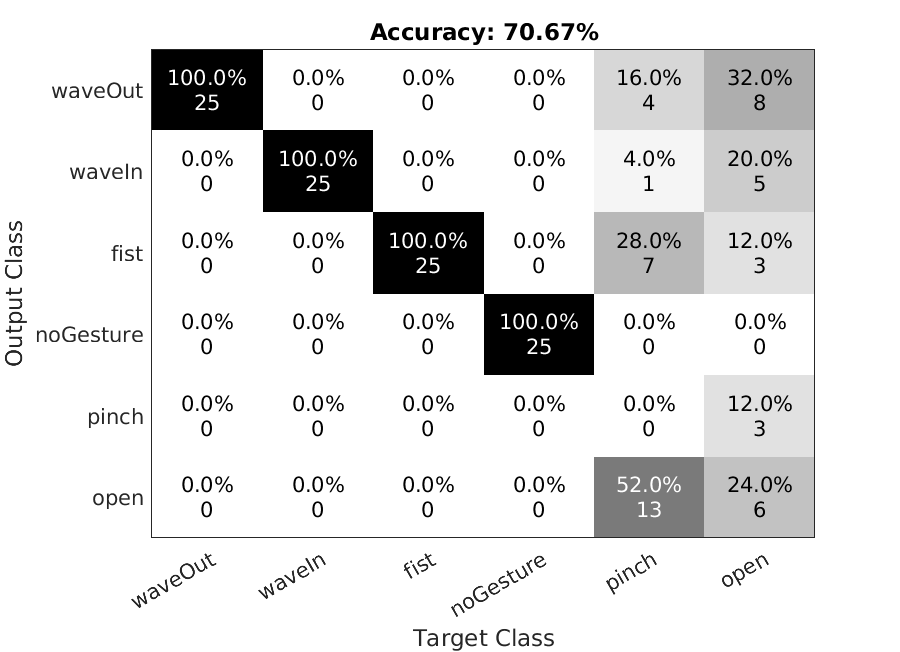 Accuracy: 70.67%
waveOut 100.0% 0.0% 0.0% 0.0% 16.0% 32.0%
25 0 0 0 4 8
waveIn 0.0% 100.0% 0.0% 0.0% 4.0% 20.0%
0 25 0 0 1 5
fist 0.0% 0.0% 100.0% 0.0% 28.0% 12.0%
0 0 25 0 7 3
noGesture 0.0% 0.0% 0.0% 100.0% 0.0% 0.0%
0 0 0 25 0 0
pinch 0.0% 0.0% 0.0% 0.0% 0.0% 12.0%
0 0 0 0 0 3
open 0.0% 0.0% 0.0% 0.0% 52.0% 24.0%
0 0 0 0 13 6
Output Class
waveOut waveIn fist noGesture pinch open
Target Class